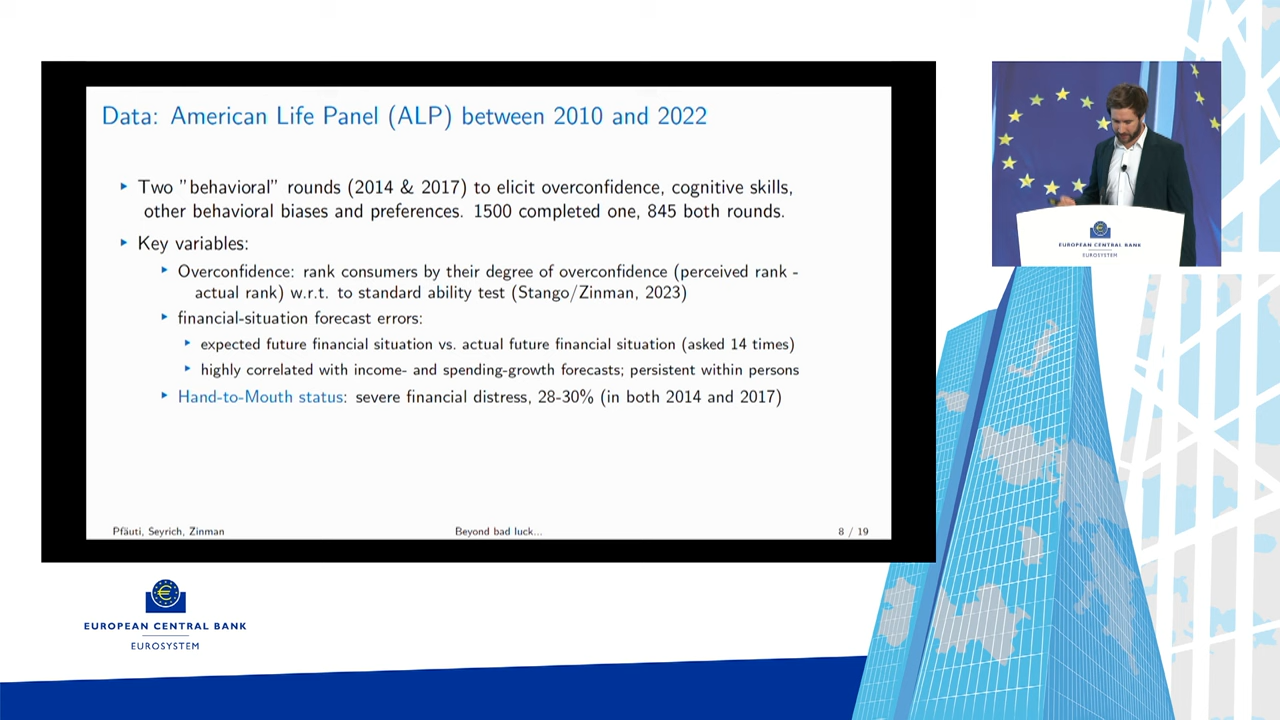 Data: American Life Panel (ALP) between 2010 and 2022
Two "behavioral" rounds (2014 & 2017) to elicit overconfidence, cognitive skills,
other behavioral biases and preferences. 1500 completed one, 845 both rounds.
Key variables:
Overconfidence: rank consumers by their degree of overconfidence (perceived rank -
actual rank) w.r.t. to standard ability test (Stango/Zinman, 2023)
financial-situation forecast errors:
expected future financial situation vs. actual future financial situation (asked 14 times)
highly correlated with income- and spending-growth forecasts; persistent within persons
Hand-to-Mouth status: severe financial distress, 28-30% (in both 2014 and 2017)
Pfäuti, Seyrich, Zinman
Beyond bad luck...
8 / 19
EUROPEAN CENTRAL BANK
EUROSYSTEM
EUROPEAN CENTRAL BANK
EUROSYSTEM